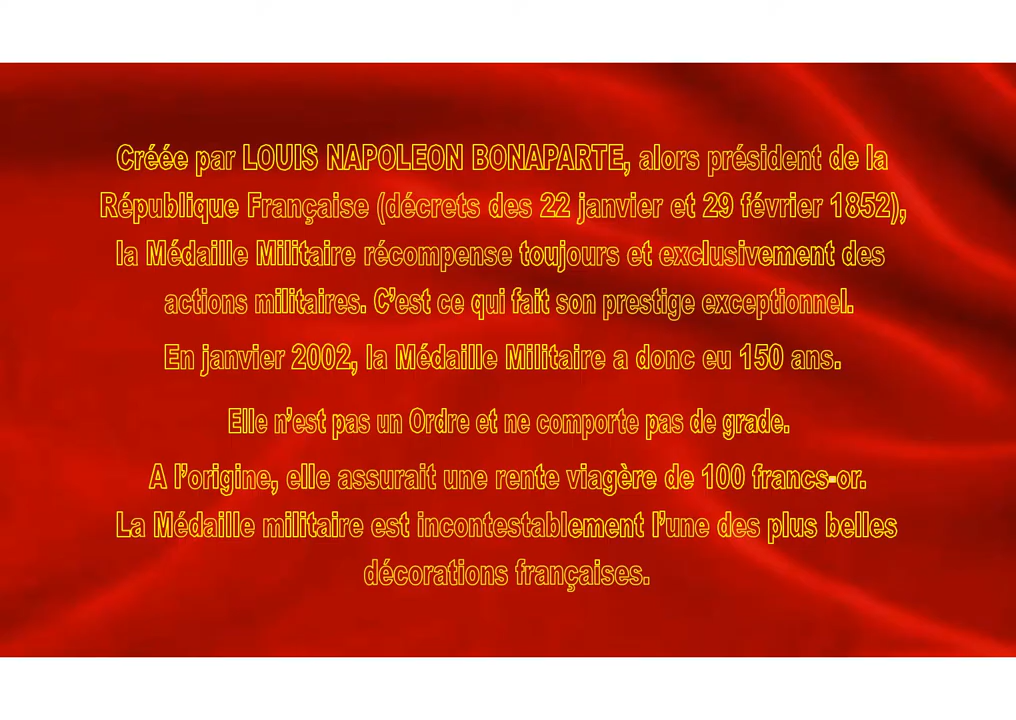 Créée par LOUIS NAPOLEON BONAPARTE, alors président de la
République Française (décrets des 22 janvier et 29 février 1852),
la Médaille Militaire récompense toujours et exclusivement des
actions militaires. C’est ce qui fait son prestige exceptionnel.
En janvier 2002, la Médaille Militaire a donc eu 150 ans.
Elle n’est pas un Ordre et ne comporte pas de grade.
A l’origine, elle assurait une rente viagère de 100 francs-or.
La Médaille militaire est incontestablement l’une des plus belles
décorations françaises.